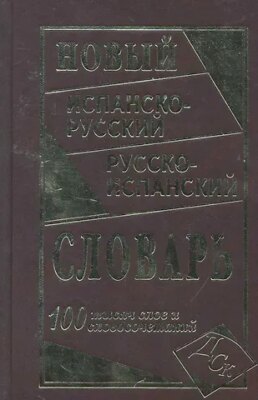 НОВЫЙ
ИСПАНСКО-
РУССКИЙ
РУССКО-
ИСПАНСКИЙ
СЛОВАРЬ
100 тысяч слов и
словосочетаний
ДСК